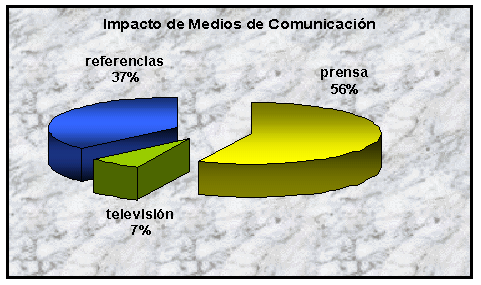 Impacto de Medios de Comunicación
referencias
37%
prensa
56%
televisión
7%